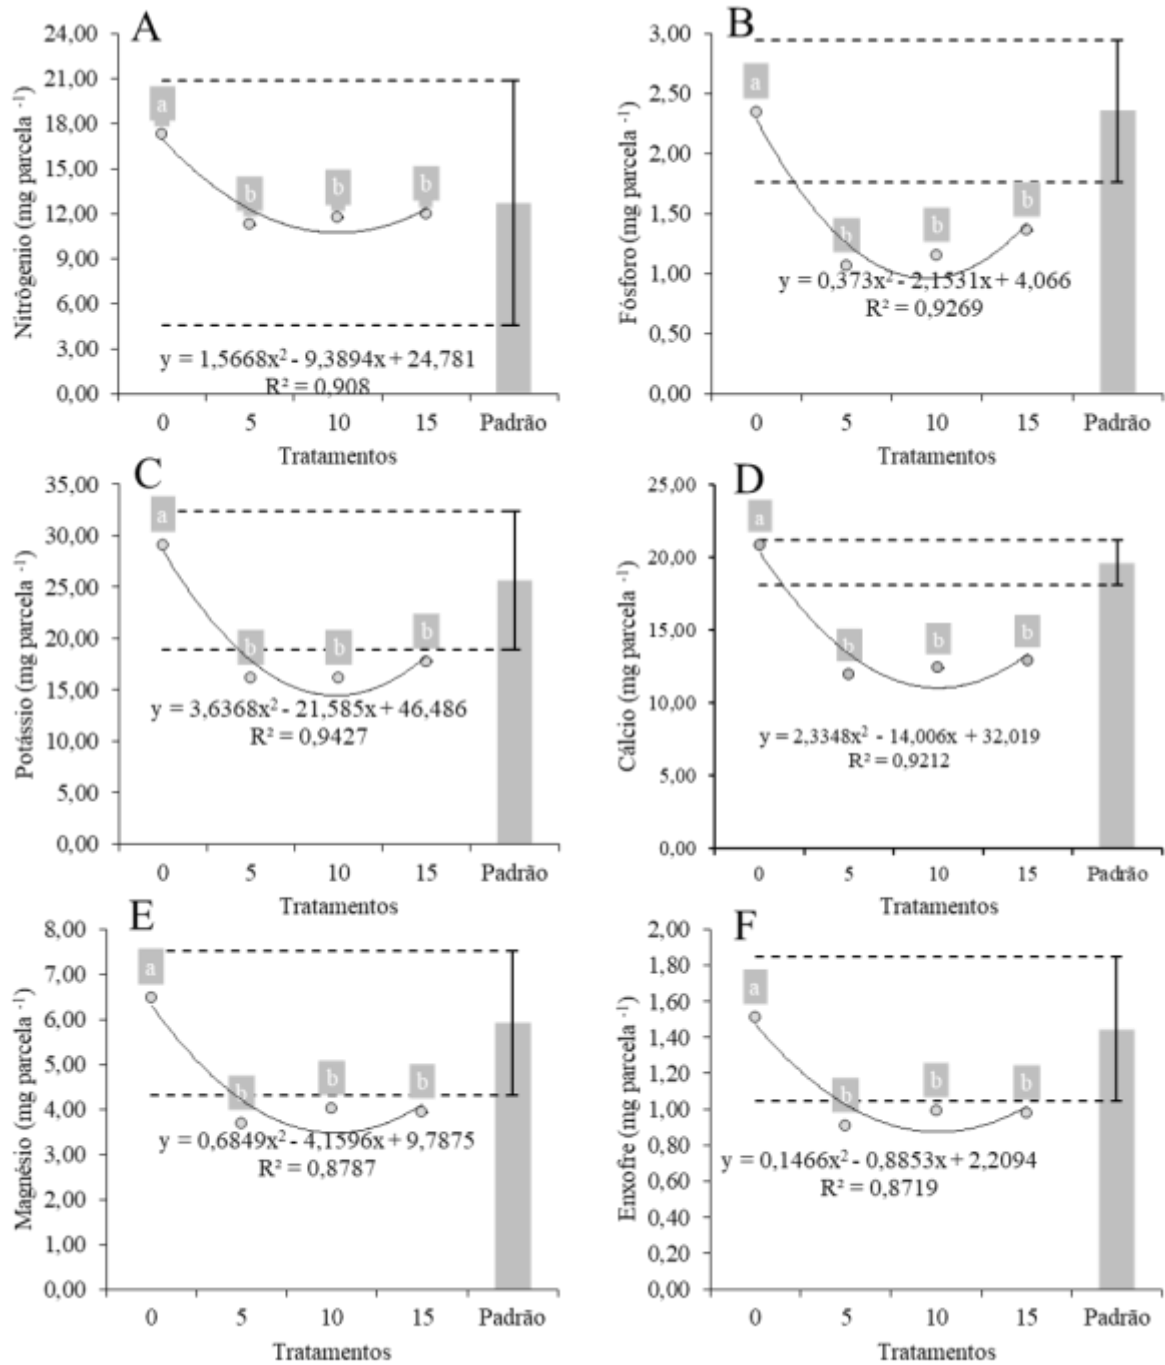 A
Nitrôgenio (mg parcela ⁻¹)
24,00
21,00
18,00
15,00
12,00
9,00
6,00
3,00
0,00
a
b
b
b
y = 1,5668x² - 9,3894x + 24,781
R² = 0,908
0 5 10 15 Padrão
Tratamentos
B
Fósforo (mg parcela ⁻¹)
3,00
2,50
2,00
1,50
1,00
0,50
0,00
a
b
b
b
y = 0,373x² - 2,1531x + 4,066
R² = 0,9269
0 5 10 15 Padrão
Tratamentos
C
Potássio (mg parcela ⁻¹)
35,00
30,00
25,00
20,00
15,00
10,00
5,00
0,00
a
b
b
b
y = 3,6368x² - 21,585x + 46,486
R² = 0,9427
0 5 10 15 Padrão
Tratamentos
D
Cálcio (mg parcela ⁻¹)
25,00
20,00
15,00
10,00
5,00
0,00
a
b
b
b
y = 2,3348x² - 14,006x + 32,019
R² = 0,9212
0 5 10 15 Padrão
Tratamentos
E
Magnésio (mg parcela ⁻¹)
8,00
7,00
6,00
5,00
4,00
3,00
2,00
1,00
0,00
a
b
b
b
y = 0,6849x² - 4,1596x + 9,7875
R² = 0,8787
0 5 10 15 Padrão
Tratamentos
F
Enxofre (mg parcela ⁻¹)
2,00
1,80
1,60
1,40
1,20
1,00
0,80
0,60
0,40
0,20
0,00
a
b
b
b
y = 0,1466x² - 0,8853x + 2,2094
R² = 0,8719
0 5 10 15 Padrão
Tratamentos